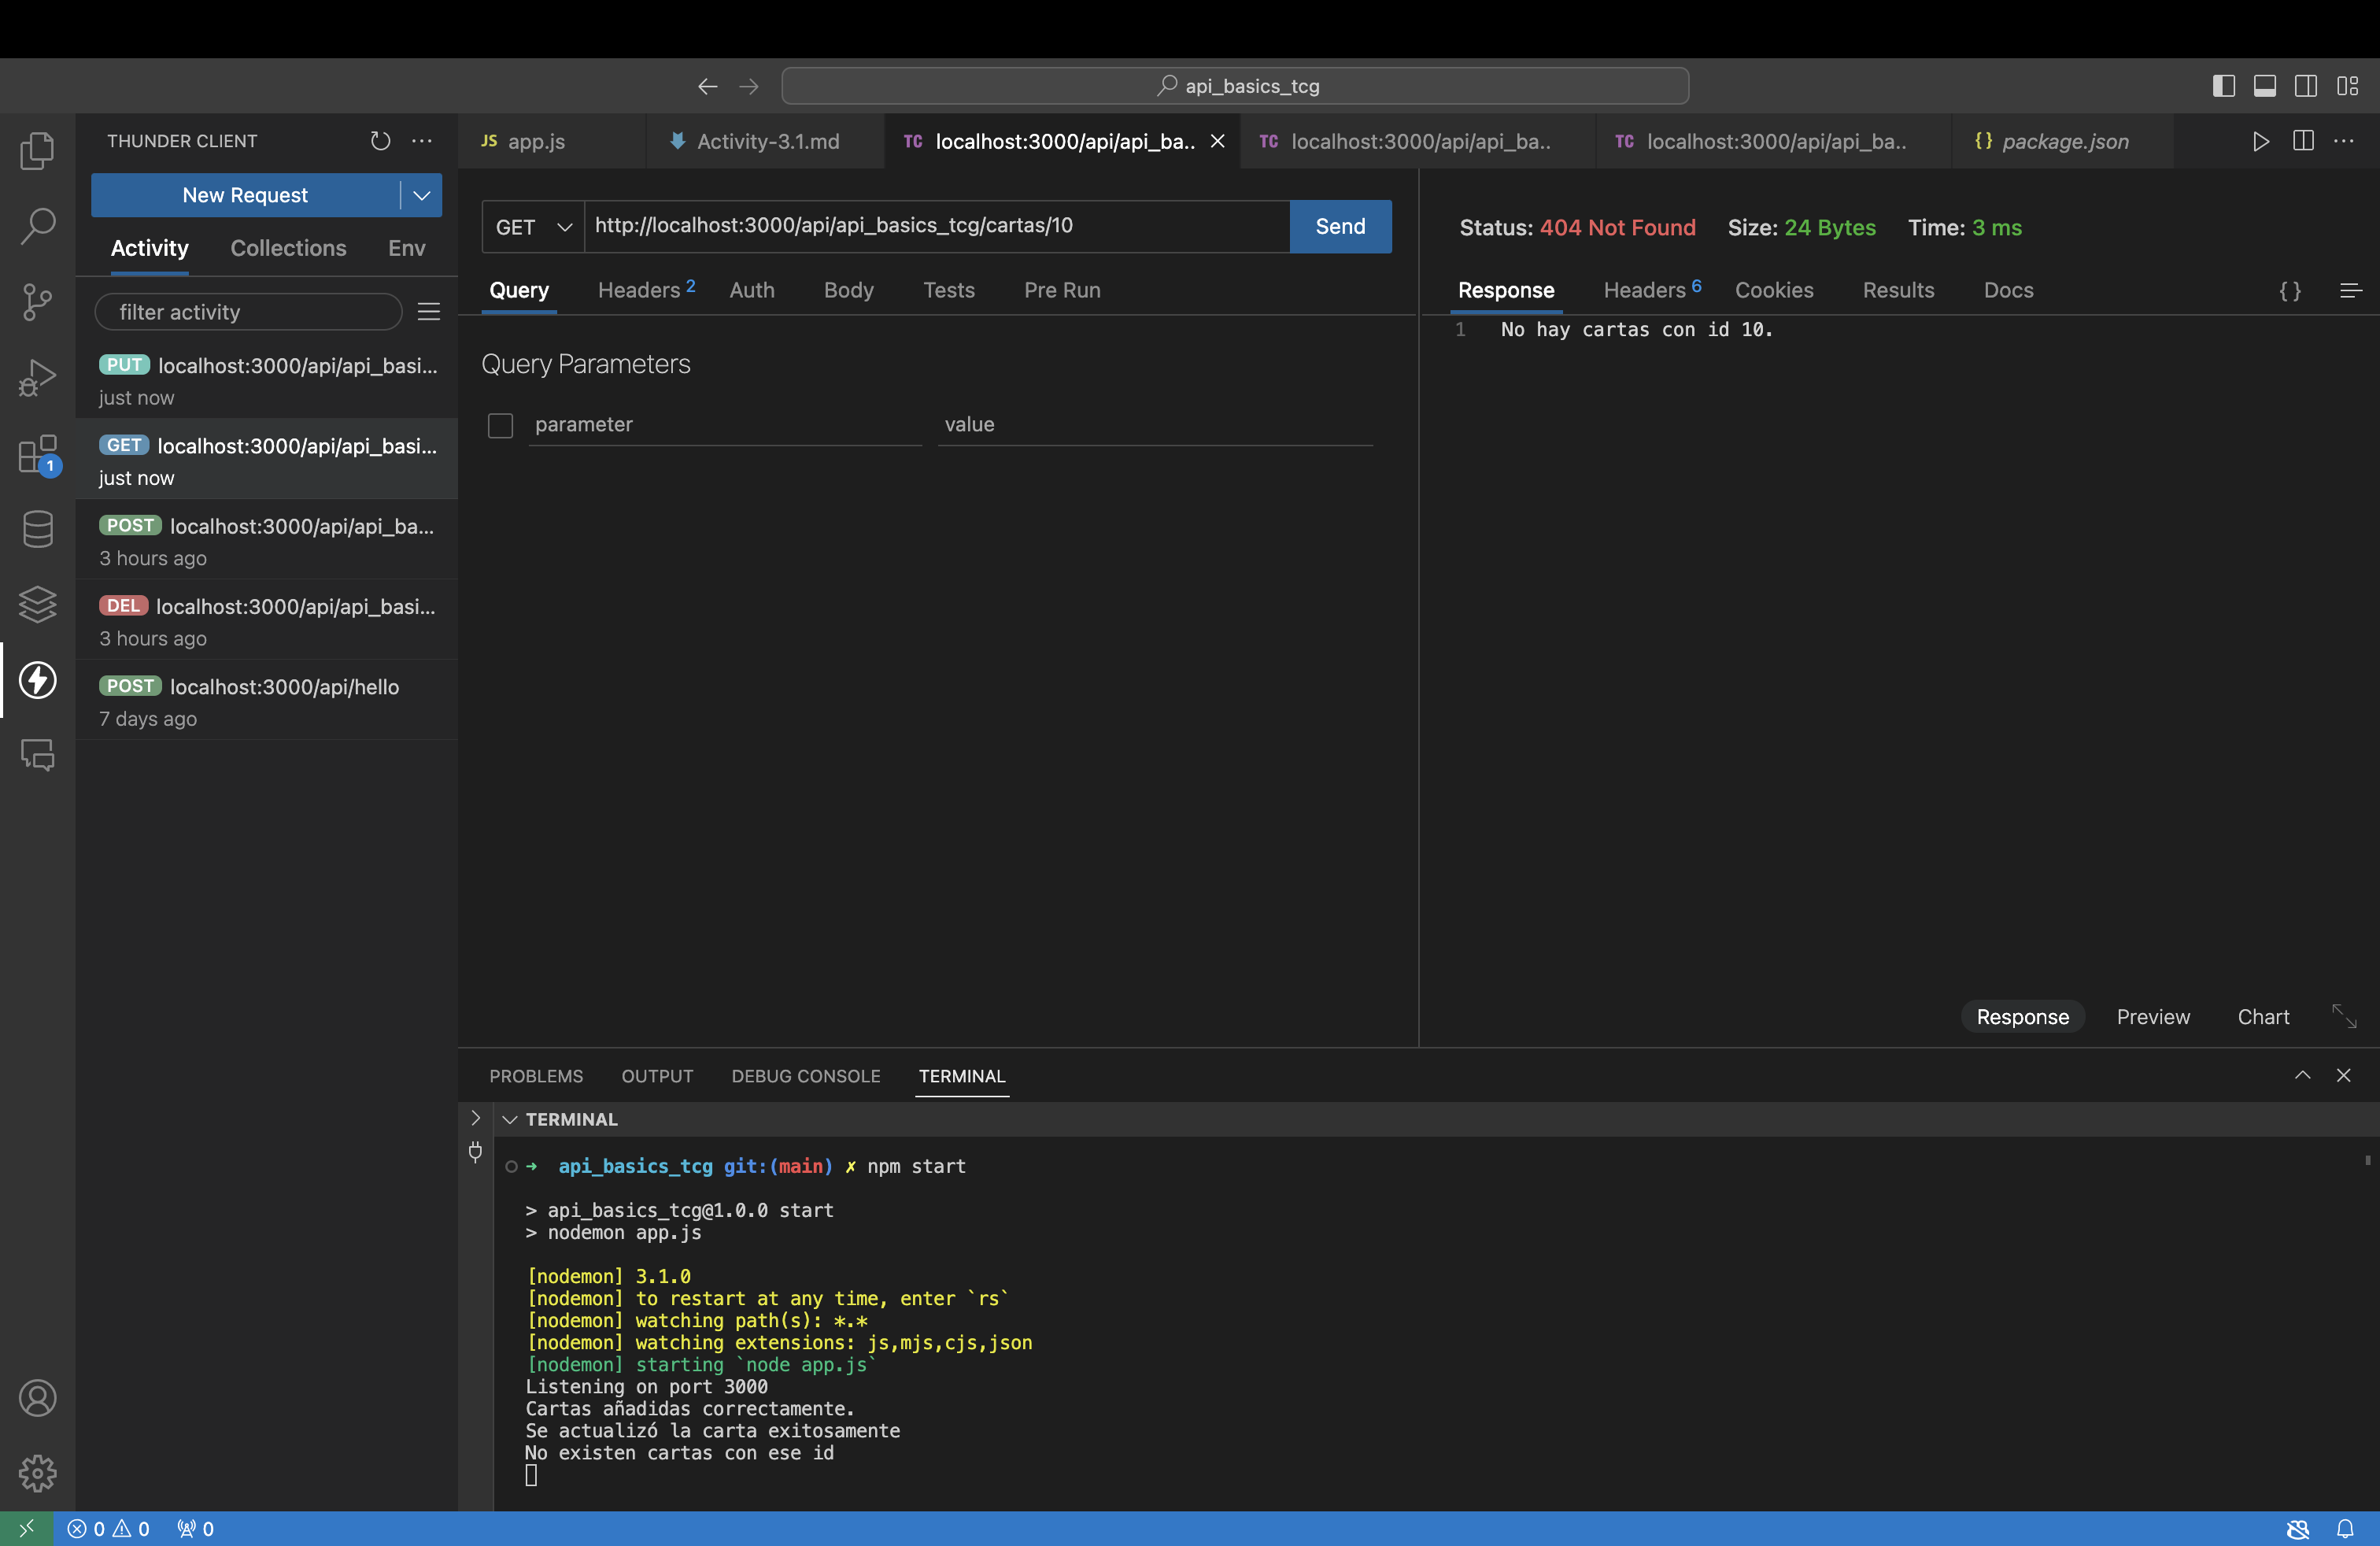 api_basics_tcg
THUNDER CLIENT
New Request
Activity Collections Env
filter activity
PUT localhost:3000/api/api_basi...
just now
GET localhost:3000/api/api_basi...
just now
POST localhost:3000/api/api_ba...
3 hours ago
DEL localhost:3000/api/api_basi...
3 hours ago
POST localhost:3000/api/hello
7 days ago
1
JS app.js
Activity-3.1.md
TC localhost:3000/api/api_ba..
TC localhost:3000/api/api_ba..
TC localhost:3000/api/api_ba..
{} package.json
GET http://localhost:3000/api/api_basics_tcg/cartas/10 Send
Query Headers 2 Auth Body Tests Pre Run
Query Parameters
parameter value
Status: 404 Not Found Size: 24 Bytes Time: 3 ms
Response Headers 6 Cookies Results Docs { }
1 No hay cartas con id 10.
Response Preview Chart
PROBLEMS OUTPUT DEBUG CONSOLE TERMINAL
TERMINAL
➜ api_basics_tcg git:(main) ✗ npm start
> api_basics_tcg@1.0.0 start
> nodemon app.js
[nodemon] 3.1.0
[nodemon] to restart at any time, enter `rs`
[nodemon] watching path(s): *.*
[nodemon] watching extensions: js,mjs,cjs,json
[nodemon] starting `node app.js`
Listening on port 3000
Cartas añadidas correctamente.
Se actualizó la carta exitosamente
No existen cartas con ese id
0 0 0